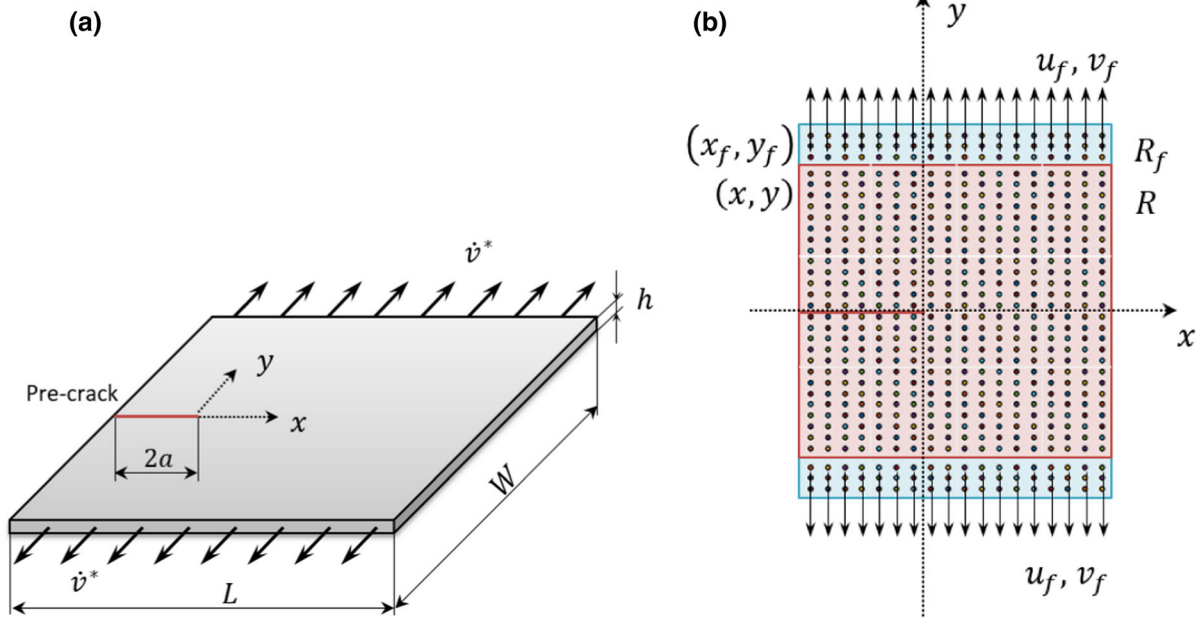 (a)
v̇*
h
y
Pre-crack
x
2a
W
v̇*
L
(b)
y
u_f, v_f
(x_f, y_f)
R_f
(x, y)
R
x
u_f, v_f